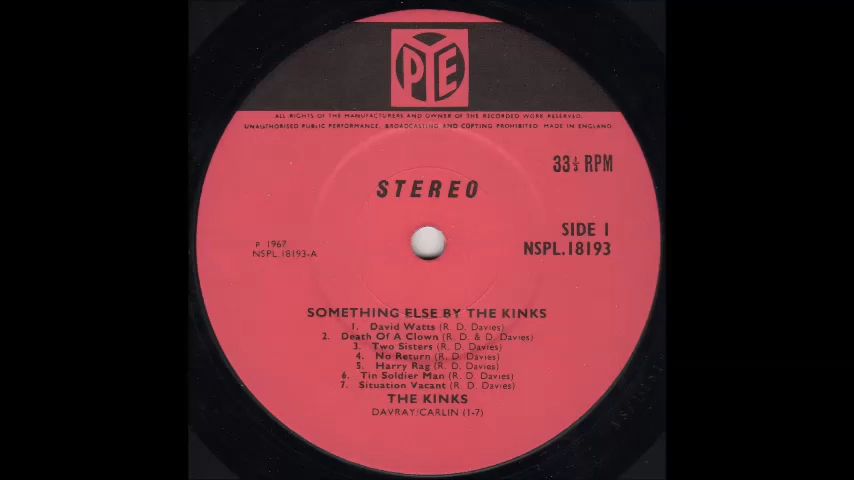 PYE
ALL RIGHTS OF THE MANUFACTURERS AND OWNER OF THE RECORDED WORK RESERVED.
UNAUTHORISED PUBLIC PERFORMANCE, BROADCASTING AND COPYING PROHIBITED. MADE IN ENGLAND
33⅓ RPM
STEREO
SIDE 1
NSPL.18193
P 1967
NSPL.18193-A
SOMETHING ELSE BY THE KINKS
1. David Watts (R. D. Davies)
2. Death Of A Clown (R. D. & D. Davies)
3. Two Sisters (R. D. Davies)
4. No Return (R. D. Davies)
5. Harry Rag (R. D. Davies)
6. Tin Soldier Man (R. D. Davies)
7. Situation Vacant (R. D. Davies)
THE KINKS
DAVRAY/CARLIN (1-7)